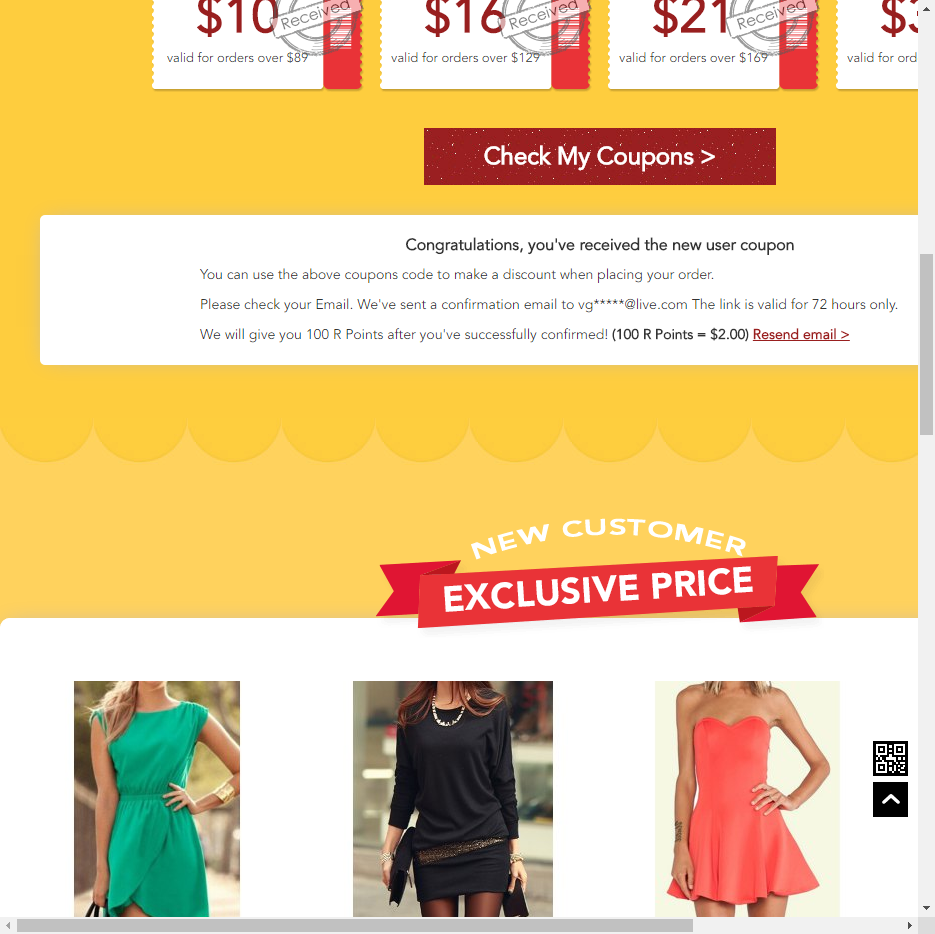 $10 $16 $21
Received Received Received
valid for orders over $89 valid for orders over $129 valid for orders over $169 valid for ord
Check My Coupons >
Congratulations, you've received the new user coupon
You can use the above coupons code to make a discount when placing your order.
Please check your Email. We've sent a confirmation email to vg*****@live.com The link is valid for 72 hours only.
We will give you 100 R Points after you've successfully confirmed! (100 R Points = $2.00) Resend email >
NEW CUSTOMER
EXCLUSIVE PRICE